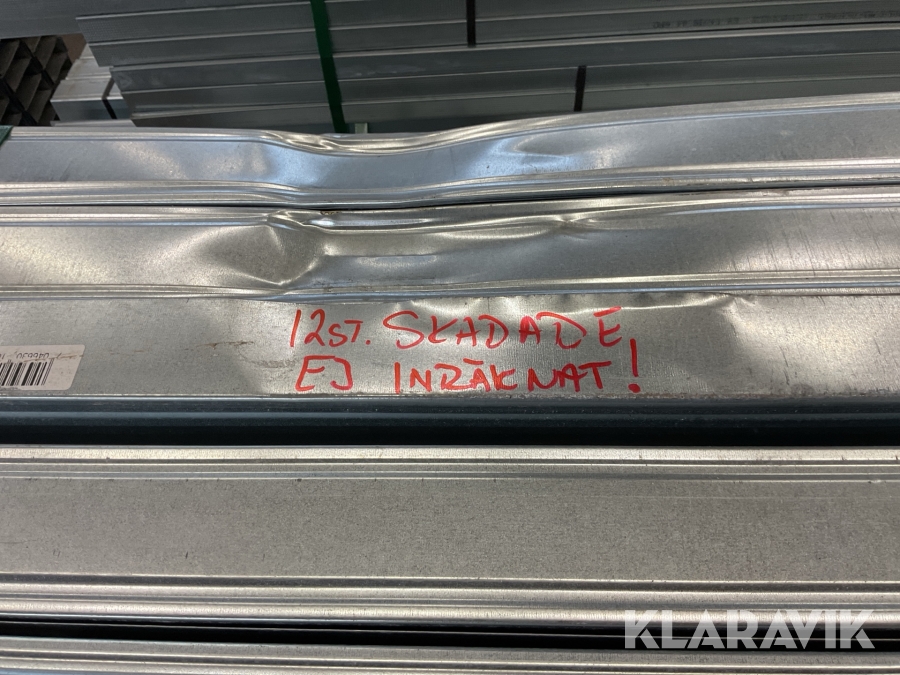 12ST. SKADADE
EJ INRÄKNAT!
KLARAVIK